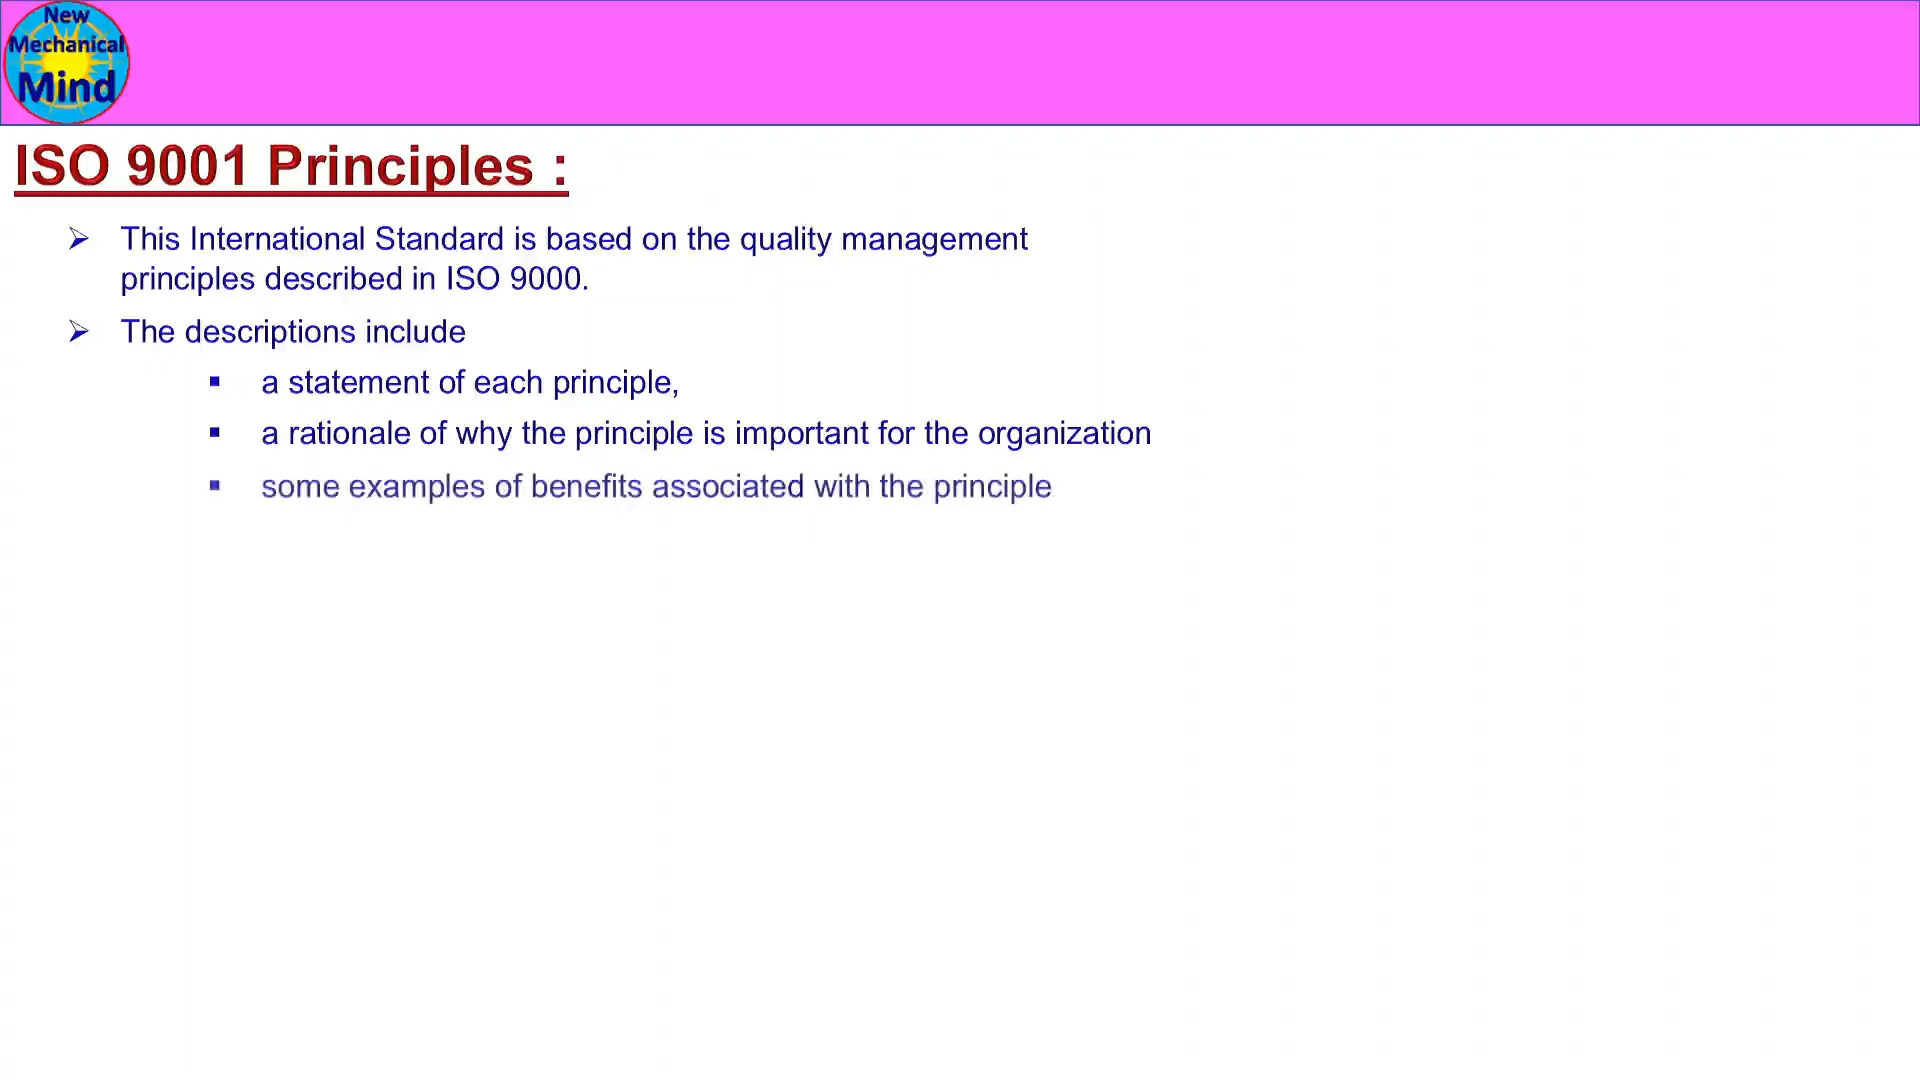 New
Mechanical
Mind
ISO 9001 Principles :
➢ This International Standard is based on the quality management
principles described in ISO 9000.
➢ The descriptions include
▪ a statement of each principle,
▪ a rationale of why the principle is important for the organization
▪ some examples of benefits associated with the principle